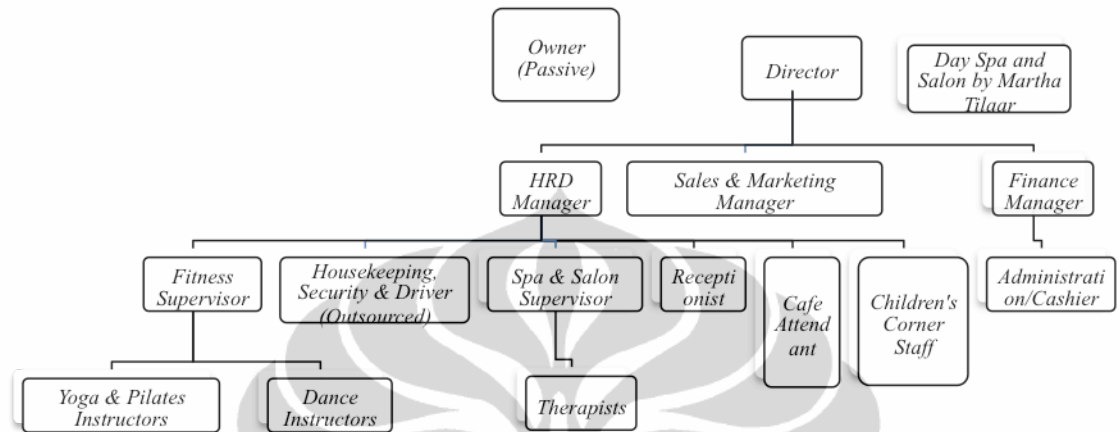 Owner
(Passive)
Director
Day Spa and
Salon by Martha
Tilaar
HRD
Manager
Sales & Marketing
Manager
Finance
Manager
Fitness
Supervisor
Housekeeping,
Security & Driver
(Outsourced)
Spa & Salon
Supervisor
Recepti
onist
Cafe
Attend
ant
Children's
Corner
Staff
Administrati
on/Cashier
Yoga & Pilates
Instructors
Dance
Instructors
Therapists